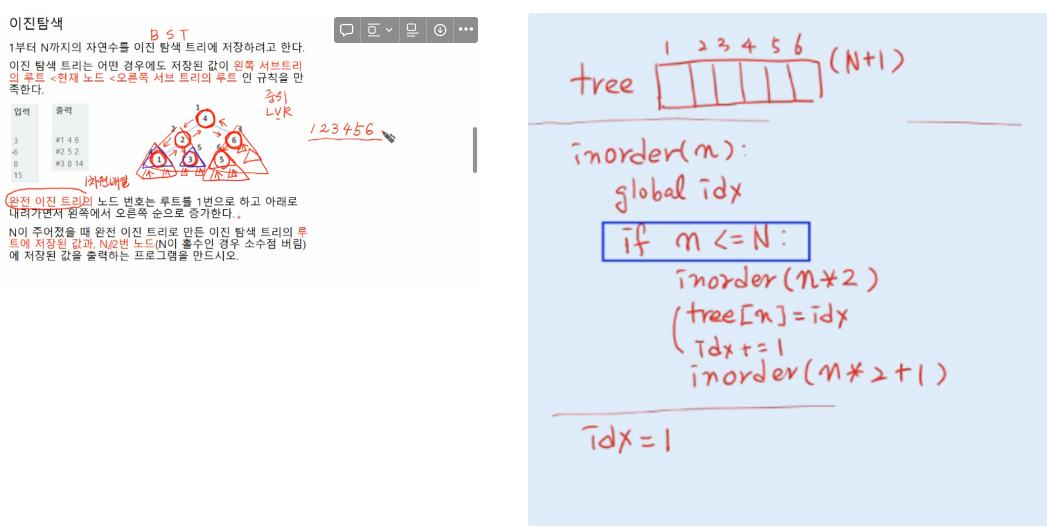 이진탐색
B S T
1부터 N까지의 자연수를 이진 탐색 트리에 저장하려고 한다.
이진 탐색 트리는 어떤 경우에도 저장된 값이 왼쪽 서브트리
의 루트 <현재 노드 <오른쪽 서브 트리의 루트 인 규칙을 만
족한다.
중위
LVR
입력
3
6
8
15
출력
#1 4 6
#2 5 2
#3 8 14
1
4
2
3
2
6
4
5
6
1
3
5
1 2 3 4 5 6
1차원배열
완전 이진 트리의 노드 번호는 루트를 1번으로 하고 아래로
내려가면서 왼쪽에서 오른쪽 순으로 증가한다.
N이 주어졌을 때 완전 이진 트리로 만든 이진 탐색 트리의 루
트에 저장된 값과, N/2번 노드(N이 홀수인 경우 소수점 버림)
에 저장된 값을 출력하는 프로그램을 만드시오.
1 2 3 4 5 6
tree (N+1)
inorder(n):
global idx
if n <= N :
inorder(n*2)
tree[n] = idx
idx += 1
inorder(n*2+1)
idx = 1